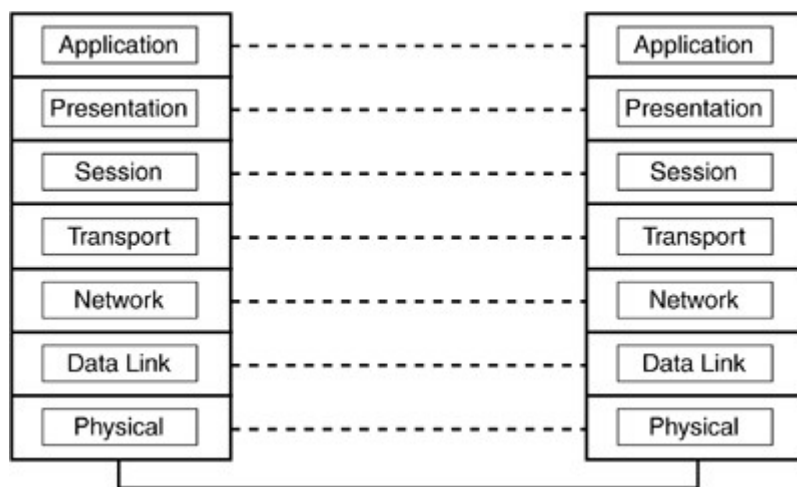 Application Application
Presentation Presentation
Session Session
Transport Transport
Network Network
Data Link Data Link
Physical Physical